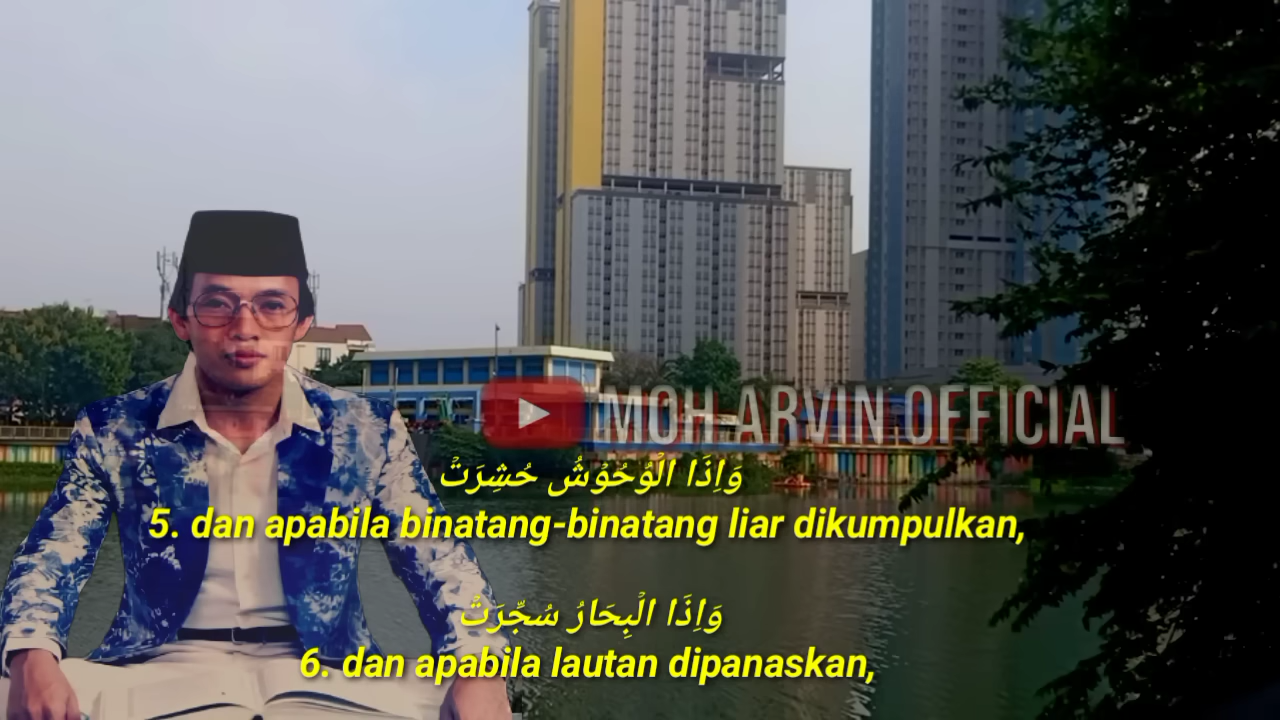 MOH ARVIN OFFICIAL
وَاِذَا الْوُحُوْشُ حُشِرَتْۖ
5. dan apabila binatang-binatang liar dikumpulkan,
وَاِذَا الْبِحَارُ سُجِّرَتْۖ
6. dan apabila lautan dipanaskan,